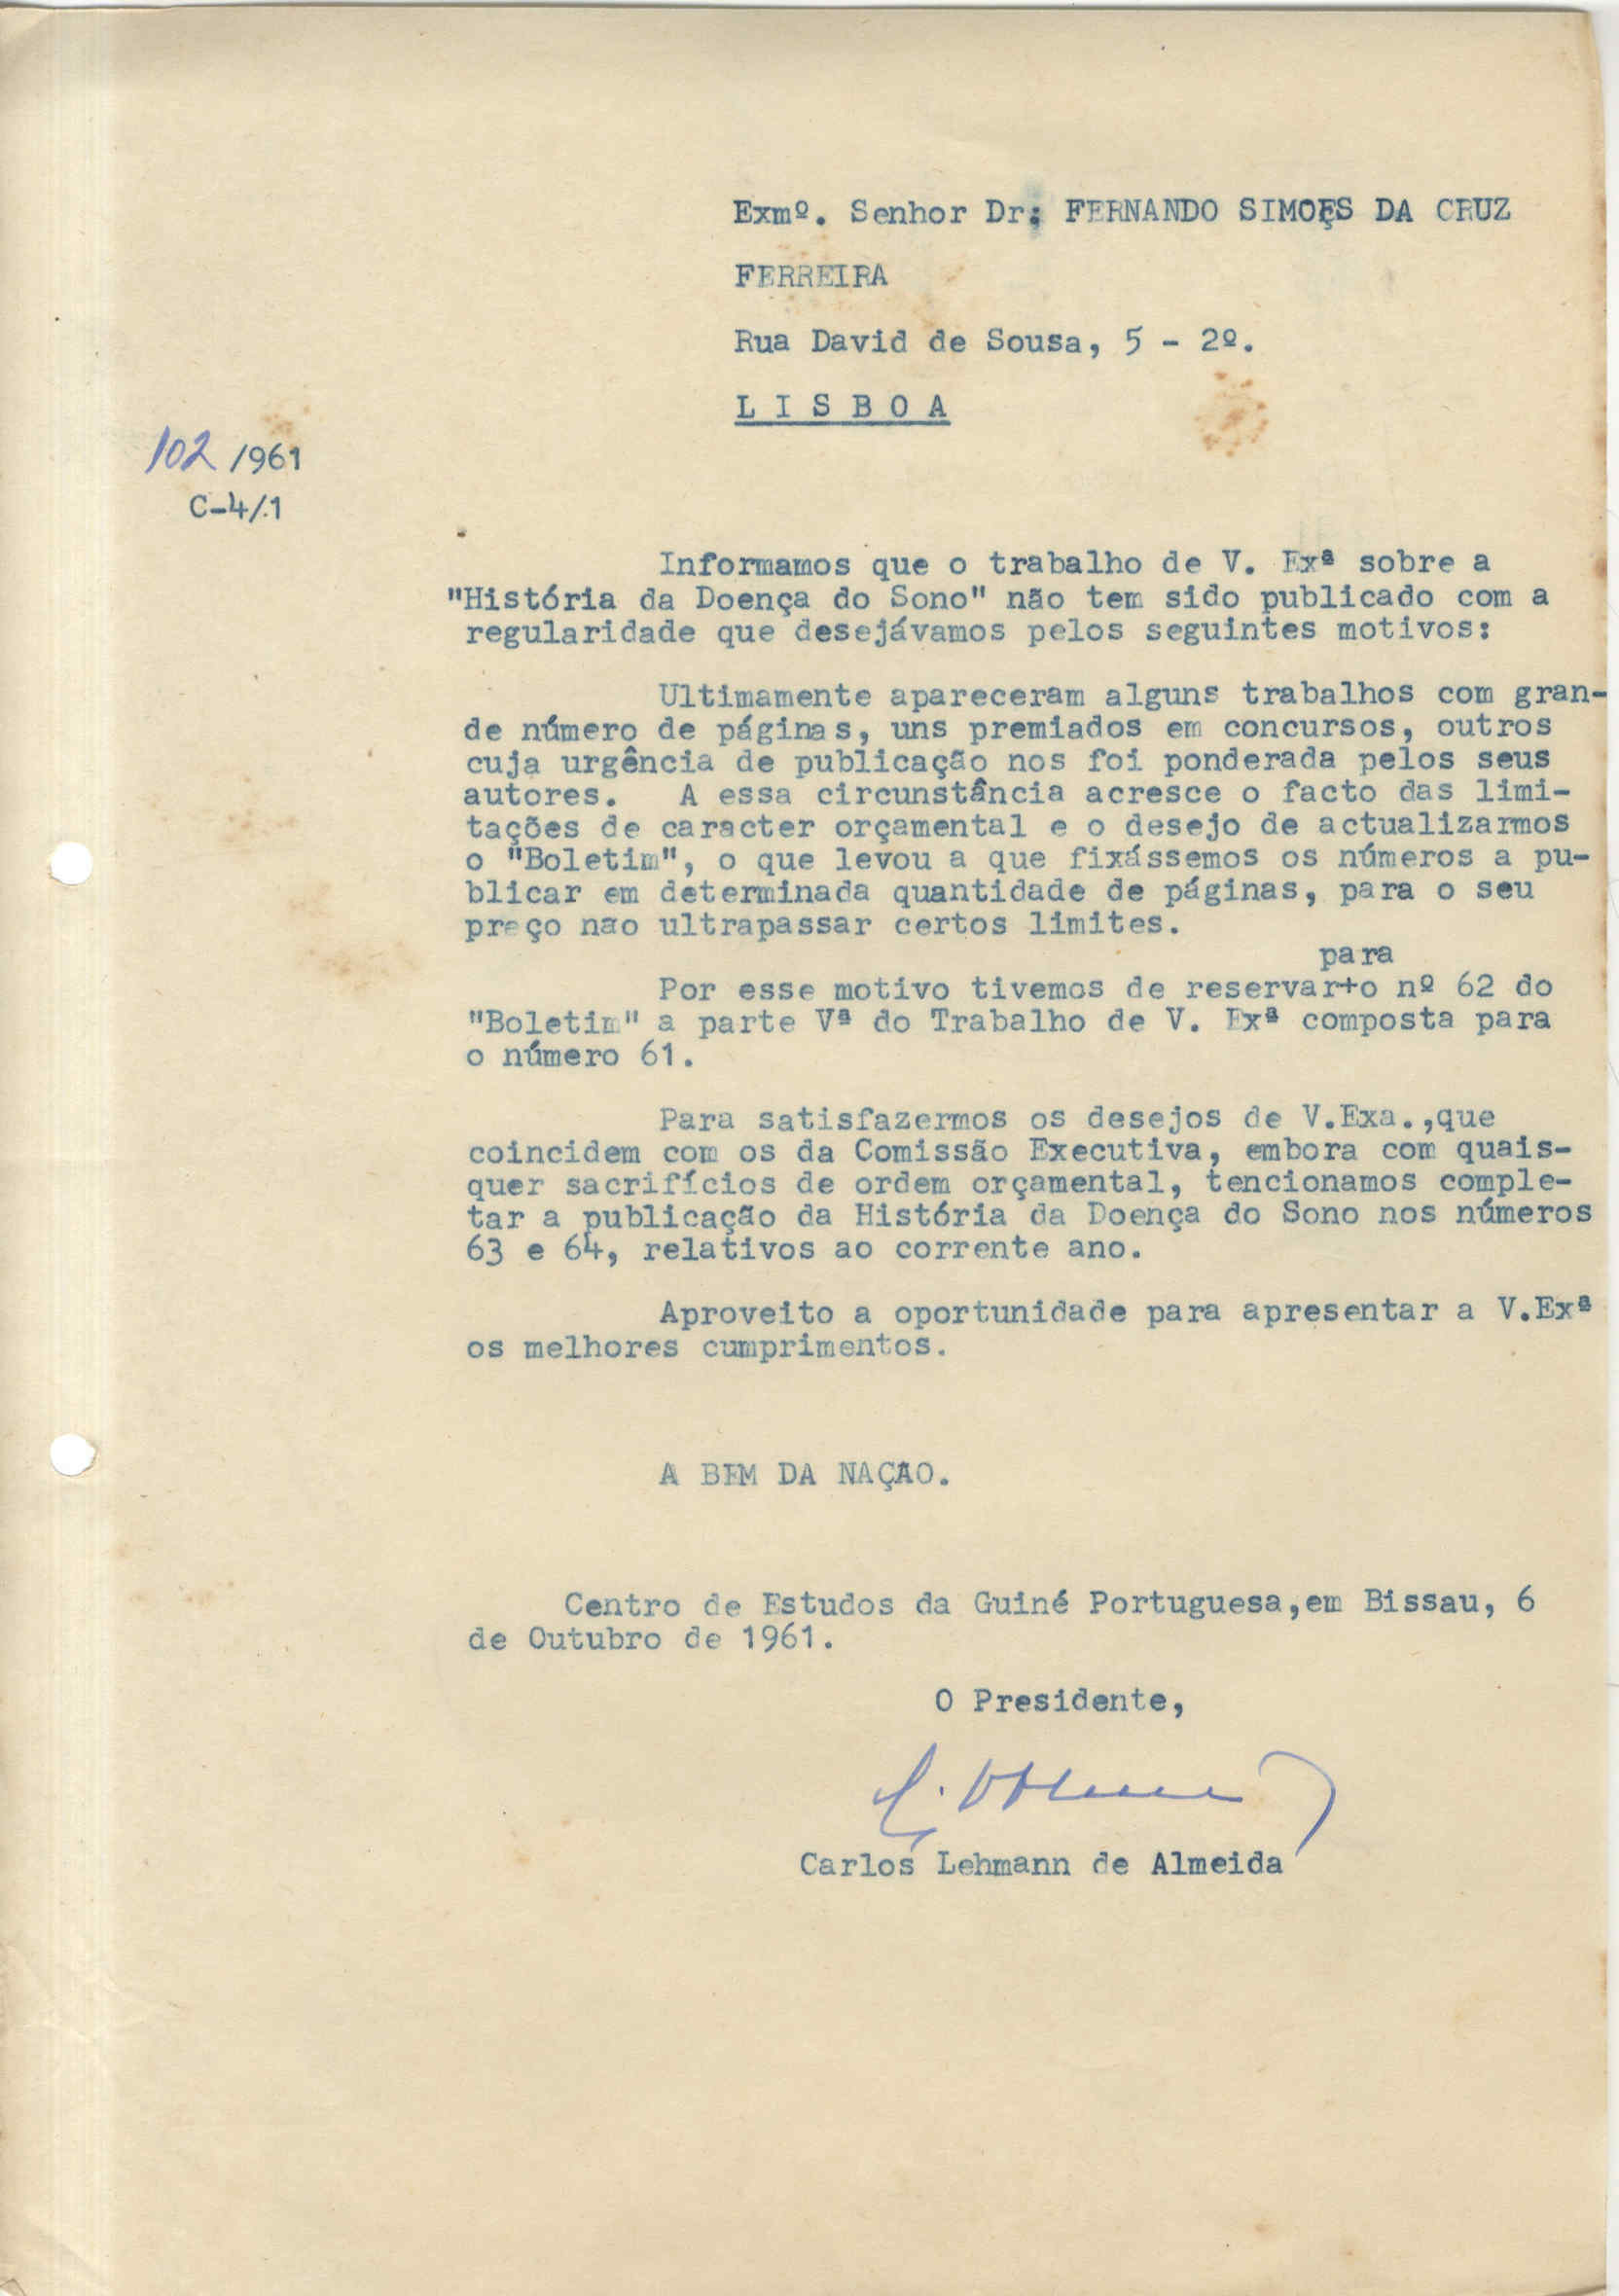 Exmº. Senhor Dr. FERNANDO SIMOES DA CRUZ
FERREIRA
Rua David de Sousa, 5 - 2º.
L I S B O A
102 /961
C-4/.1
Informamos que o trabalho de V. Exª sobre a
"História da Doença do Sono" não tem sido publicado com a
regularidade que desejávamos pelos seguintes motivos:
Ultimamente apareceram alguns trabalhos com gran-
de número de páginas, uns premiados em concursos, outros
cuja urgência de publicação nos foi ponderada pelos seus
autores. A essa circunstância acresce o facto das limi-
tações de caracter orçamental e o desejo de actualizarmos
o "Boletim", o que levou a que fixássemos os números a pu-
blicar em determinada quantidade de páginas, para o seu
preço nao ultrapassar certos limites.
para
Por esse motivo tivemos de reservar+o nº 62 do
"Boletim" a parte Vª do Trabalho de V. Exª composta para
o número 61.
Para satisfazermos os desejos de V.Exa.,que
coincidem com os da Comissão Executiva, embora com quais-
quer sacrifícios de ordem orçamental, tencionamos comple-
tar a publicação da História da Doença do Sono nos números
63 e 64, relativos ao corrente ano.
Aproveito a oportunidade para apresentar a V.Exª
os melhores cumprimentos.
A BEM DA NAÇAO.
Centro de Estudos da Guiné Portuguesa,em Bissau, 6
de Outubro de 1961.
O Presidente,
Carlos Lehmann de Almeida